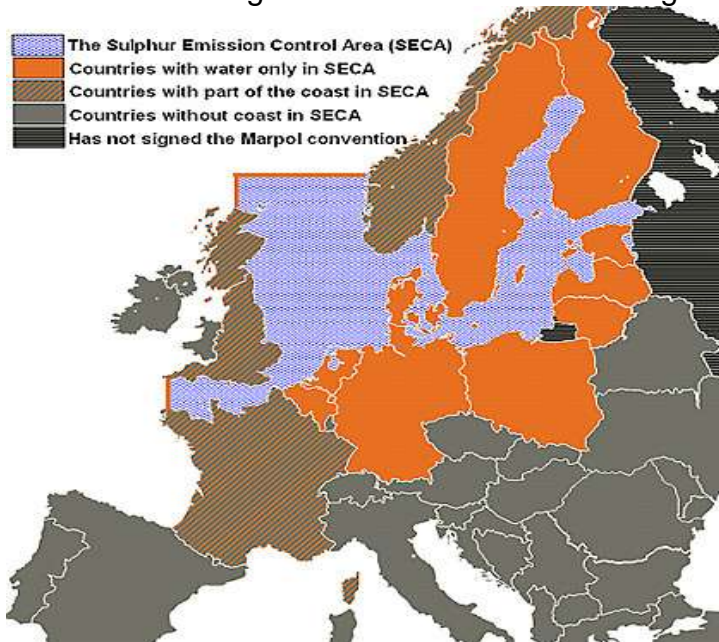 The Sulphur Emission Control Area (SECA)
Countries with water only in SECA
Countries with part of the coast in SECA
Countries without coast in SECA
Has not signed the Marpol convention